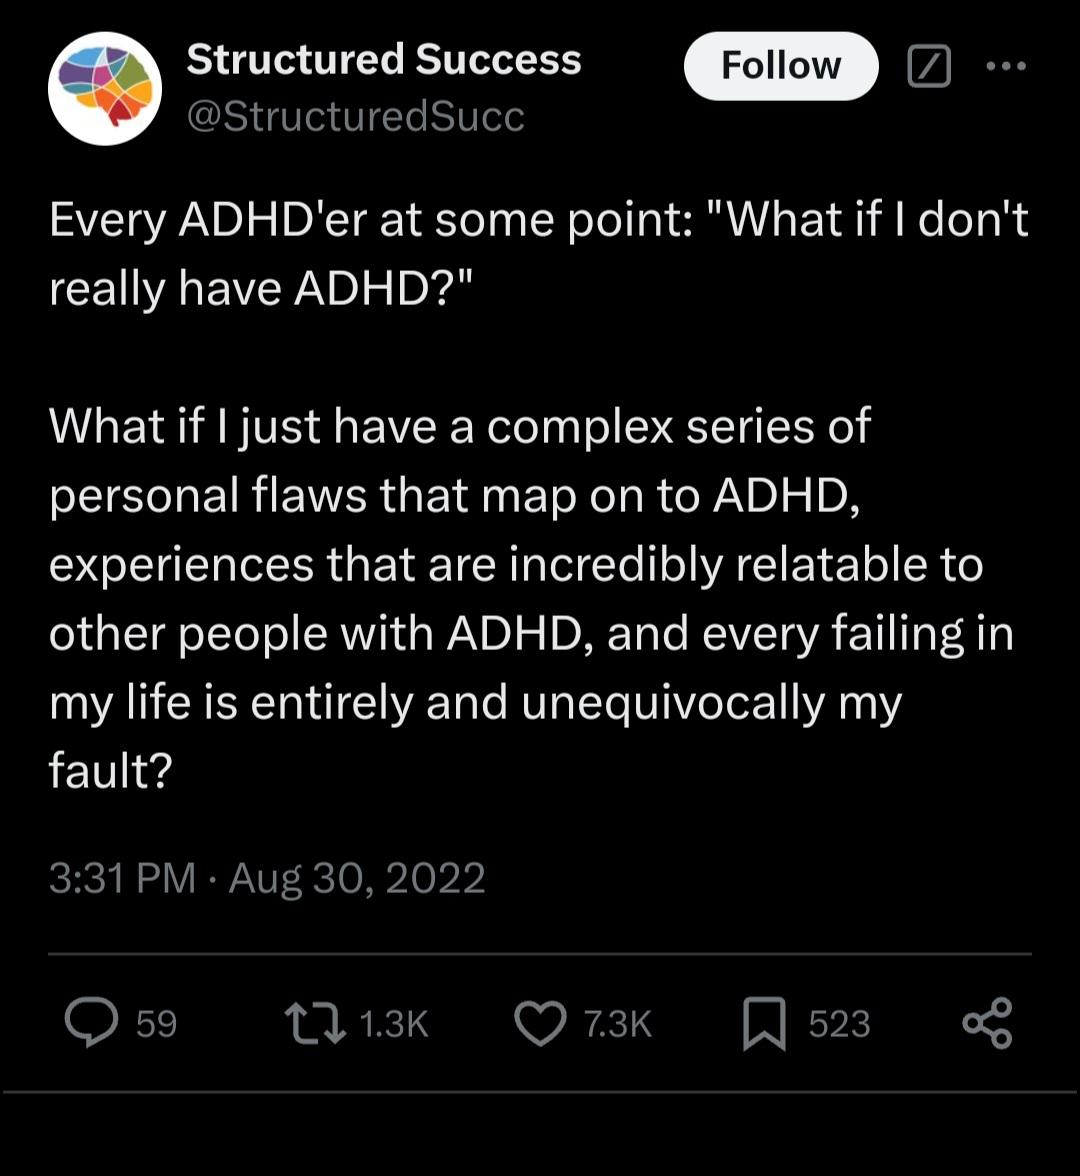 Structured Success
Follow
@StructuredSucc
Every ADHD'er at some point: "What if I don't
really have ADHD?"
What if I just have a complex series of
personal flaws that map on to ADHD,
experiences that are incredibly relatable to
other people with ADHD, and every failing in
my life is entirely and unequivocally my
fault?
3:31 PM · Aug 30, 2022
59 1.3K 7.3K 523